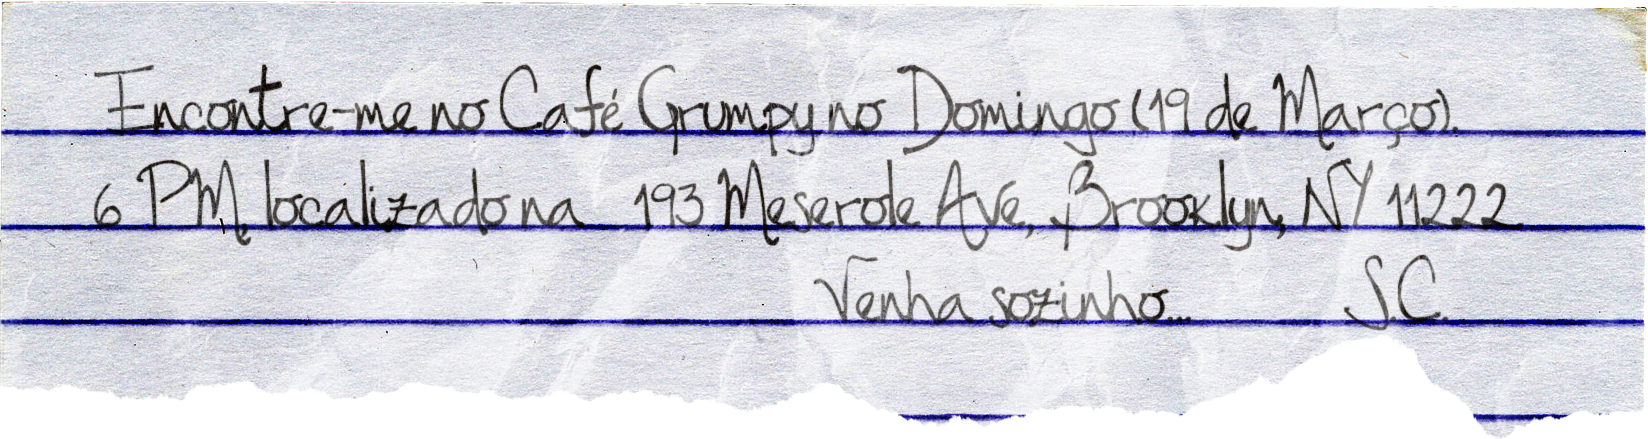 Encontre-me no Café Grumpy no Domingo (19 de Março).
6 PM, localizado na 193 Meserole Ave, Brooklyn, NY 11222
Venha sozinho... S.C.